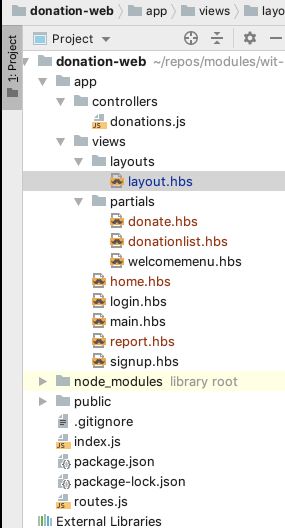 donation-web app views layo
1: Project
Project
donation-web ~/repos/modules/wit-
app
controllers
donations.js
views
layouts
layout.hbs
partials
donate.hbs
donationlist.hbs
welcomemenu.hbs
home.hbs
login.hbs
main.hbs
report.hbs
signup.hbs
node_modules library root
public
.gitignore
index.js
package.json
package-lock.json
routes.js
External Libraries